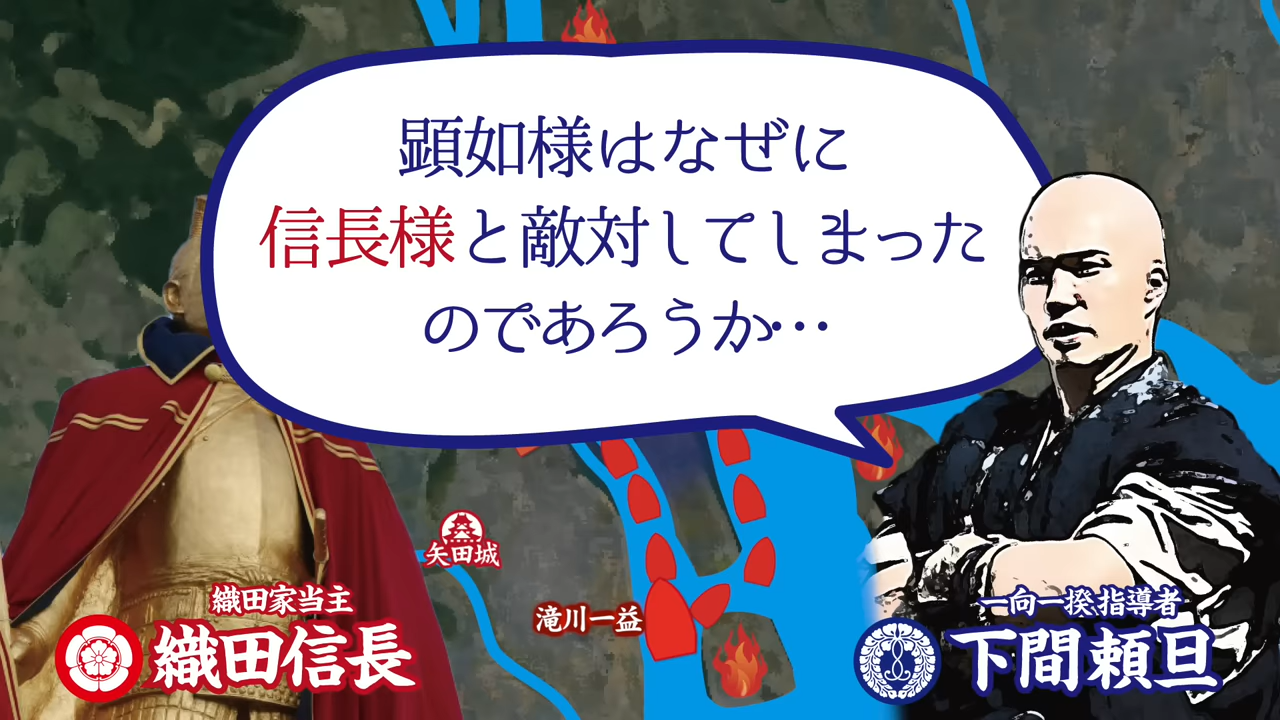 顕如様はなぜに
信長様と敵対してしまった
のであろうか…
矢田城
滝川一益
織田家当主
織田信長
一向一揆指導者
下間頼旦